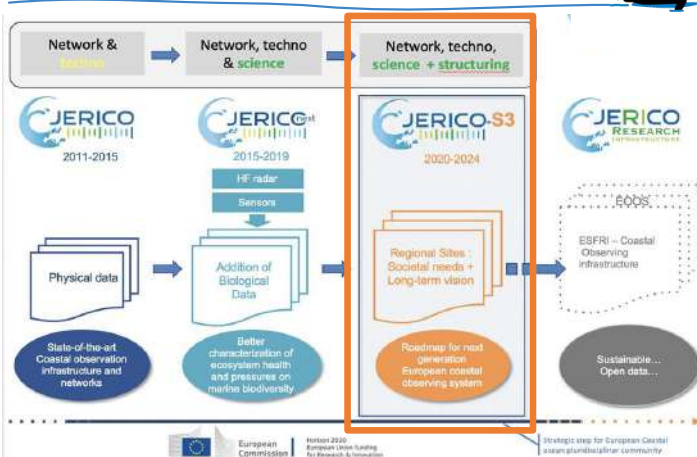 Network &
techno
Network, techno
& science
Network, techno,
science + structuring
JERICO
2011-2015
JERICO next
2015-2019
JERICO-S3
2020-2024
JERICO
RESEARCH
INFRASTRUCTURE
HF radar
Sensors
Physical data
Addition of
Biological
Data
Regional Sites :
Societal needs +
Long-term vision
EOOS
ESFRI – Coastal
Observing
infrastructure
State-of-the-art
Coastal observation
infrastructure and
networks
Better
characterization of
ecosystem health
and pressures on
marine biodiversity
Roadmap for next
generation
European coastal
observing system
Sustainable...
Open data...
European
Commission
Horizon 2020
European Union funding
for Research & Innovation
Strategic step for European Coastal
ocean pluridisciplinar community